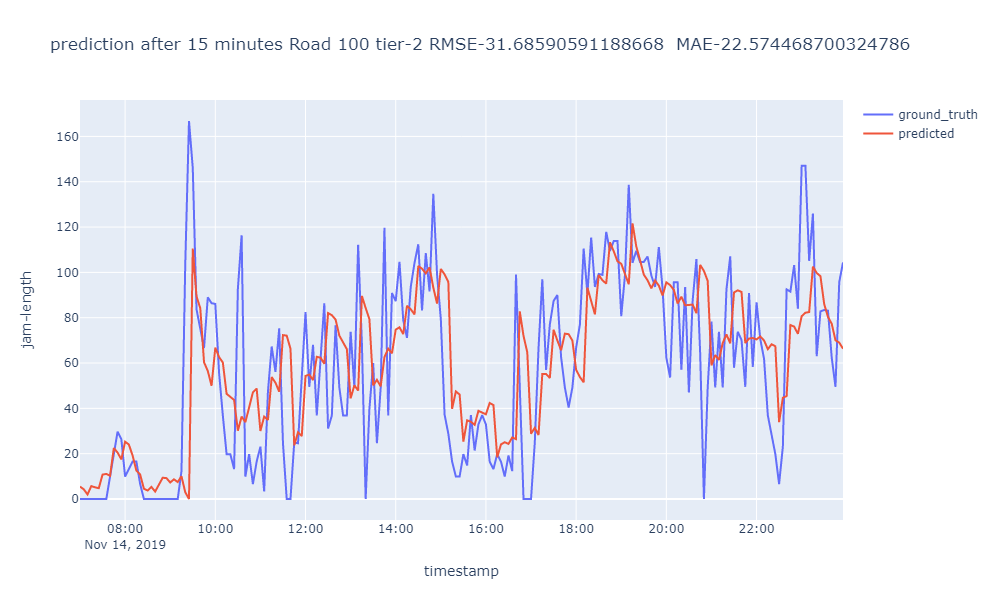 prediction after 15 minutes Road 100 tier-2 RMSE-31.68590591188668  MAE-22.574468700324786
ground_truth
predicted
jam-length
160
140
120
100
80
60
40
20
0
08:00 10:00 12:00 14:00 16:00 18:00 20:00 22:00
Nov 14, 2019
timestamp